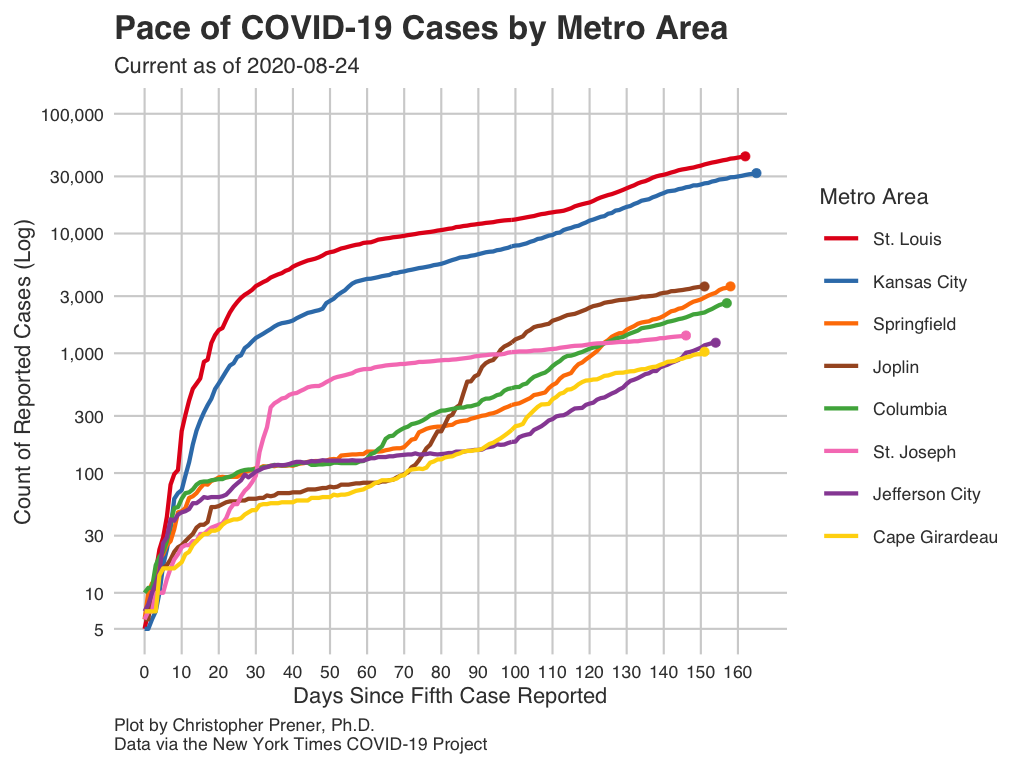 Pace of COVID-19 Cases by Metro Area
Current as of 2020-08-24
Count of Reported Cases (Log)
100,000
30,000
10,000
3,000
1,000
300
100
30
10
5
0 10 20 30 40 50 60 70 80 90 100 110 120 130 140 150 160
Days Since Fifth Case Reported
Metro Area
St. Louis
Kansas City
Springfield
Joplin
Columbia
St. Joseph
Jefferson City
Cape Girardeau
Plot by Christopher Prener, Ph.D.
Data via the New York Times COVID-19 Project